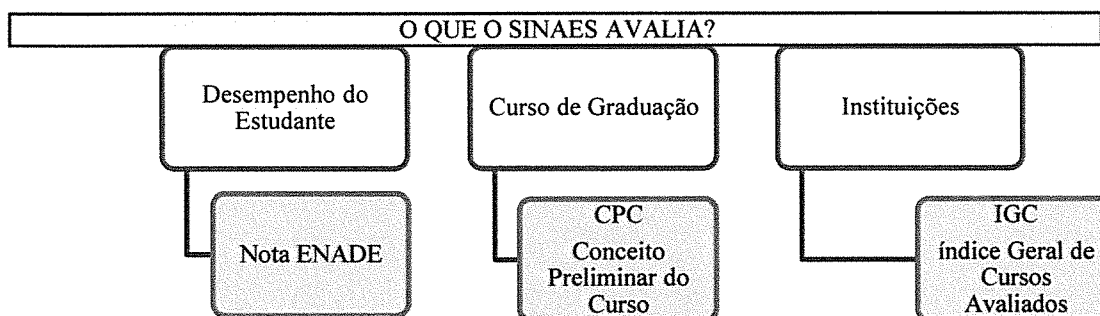 O QUE O SINAES AVALIA?
Desempenho do
Estudante
Curso de Graduação
Instituições
Nota ENADE
CPC
Conceito
Preliminar do
Curso
IGC
índice Geral de
Cursos
Avaliados